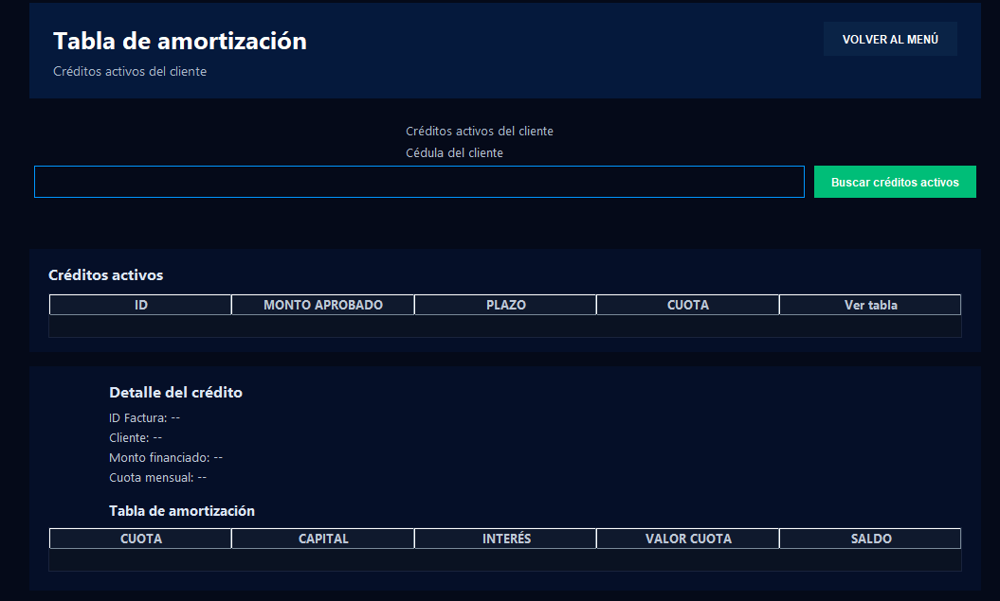 Tabla de amortización
VOLVER AL MENÚ
Créditos activos del cliente
Créditos activos del cliente
Cédula del cliente
Buscar créditos activos
Créditos activos
ID MONTO APROBADO PLAZO CUOTA Ver tabla
Detalle del crédito
ID Factura: --
Cliente: --
Monto financiado: --
Cuota mensual: --
Tabla de amortización
CUOTA CAPITAL INTERÉS VALOR CUOTA SALDO